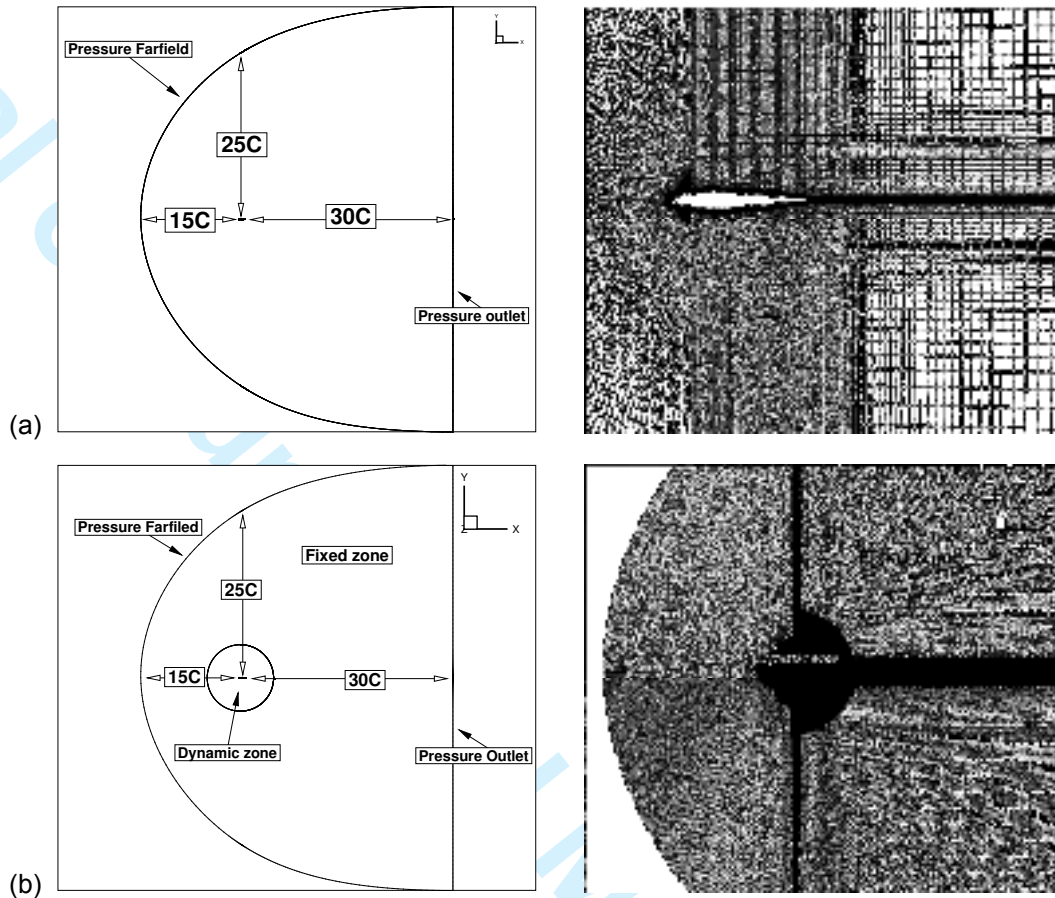 Pressure Farfield
Y
X
25C
15C
30C
Pressure outlet
(a)
Y
Z
X
Pressure Farfiled
Fixed zone
25C
15C
30C
Dynamic zone
Pressure Outlet
(b)